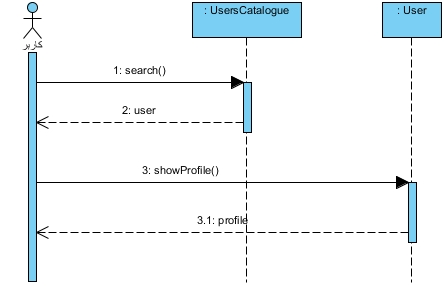 : UsersCatalogue
: User
کاربر
1: search()
2: user
3: showProfile()
3.1: profile